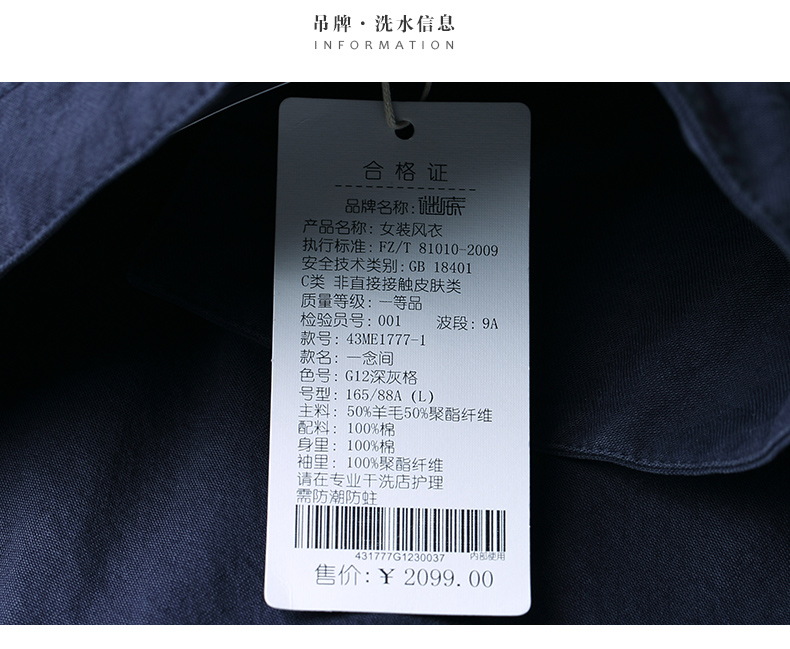 吊牌·洗水信息
INFORMATION
合格证
品牌名称:谜底
产品名称: 女装风衣
执行标准: FZ/T 81010-2009
安全技术类别: GB 18401
C类 非直接接触皮肤类
质量等级: 一等品
检验员号: 001 波段: 9A
款号: 43ME1777-1
款名: 一念间
色号: G12深灰格
号型: 165/88A (L)
主料: 50%羊毛50%聚酯纤维
配料: 100%棉
身里: 100%棉
袖里: 100%聚酯纤维
请在专业干洗店护理
需防潮防蛀
431777G1230037 内部使用
售价: ¥ 2099.00